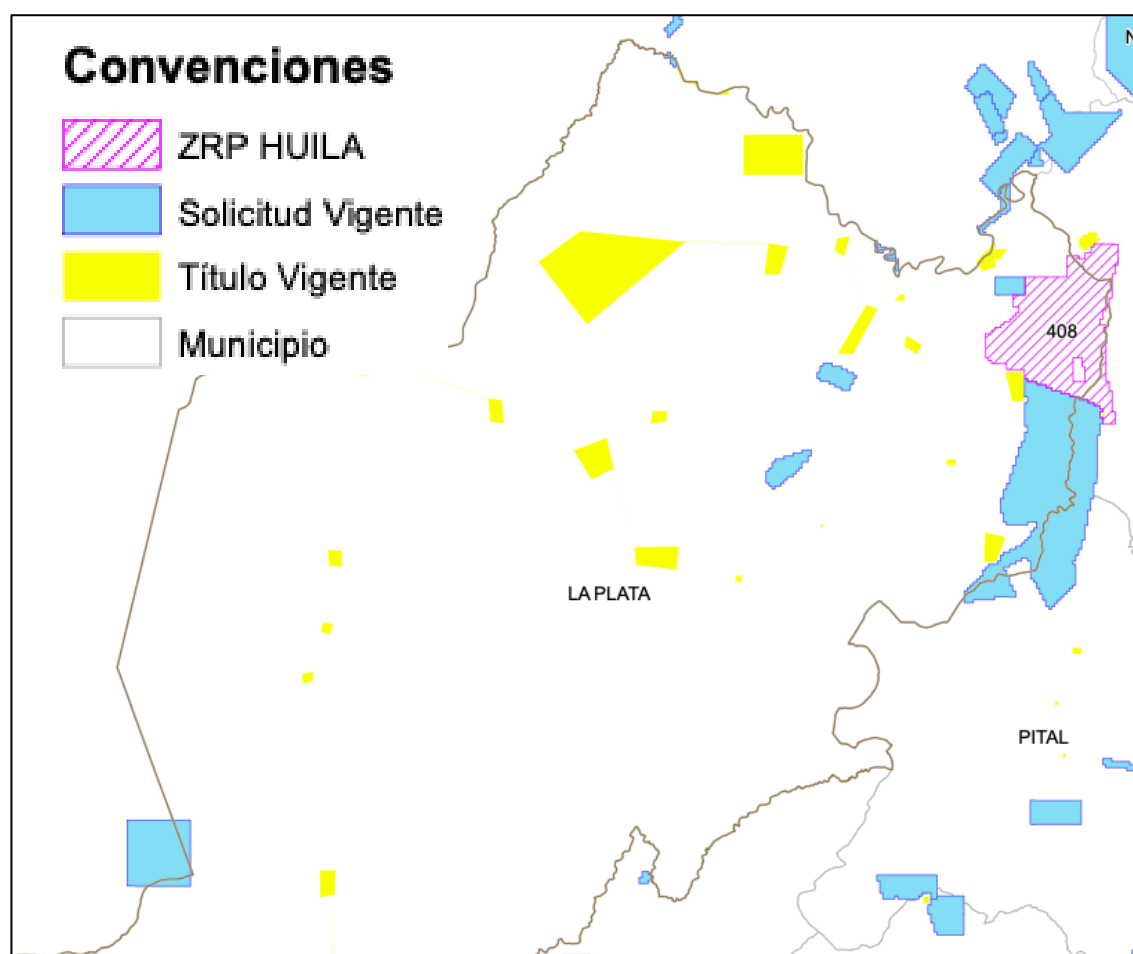 Convenciones
ZRP HUILA
Solicitud Vigente
Título Vigente
Municipio
N
408
LA PLATA
PITAL